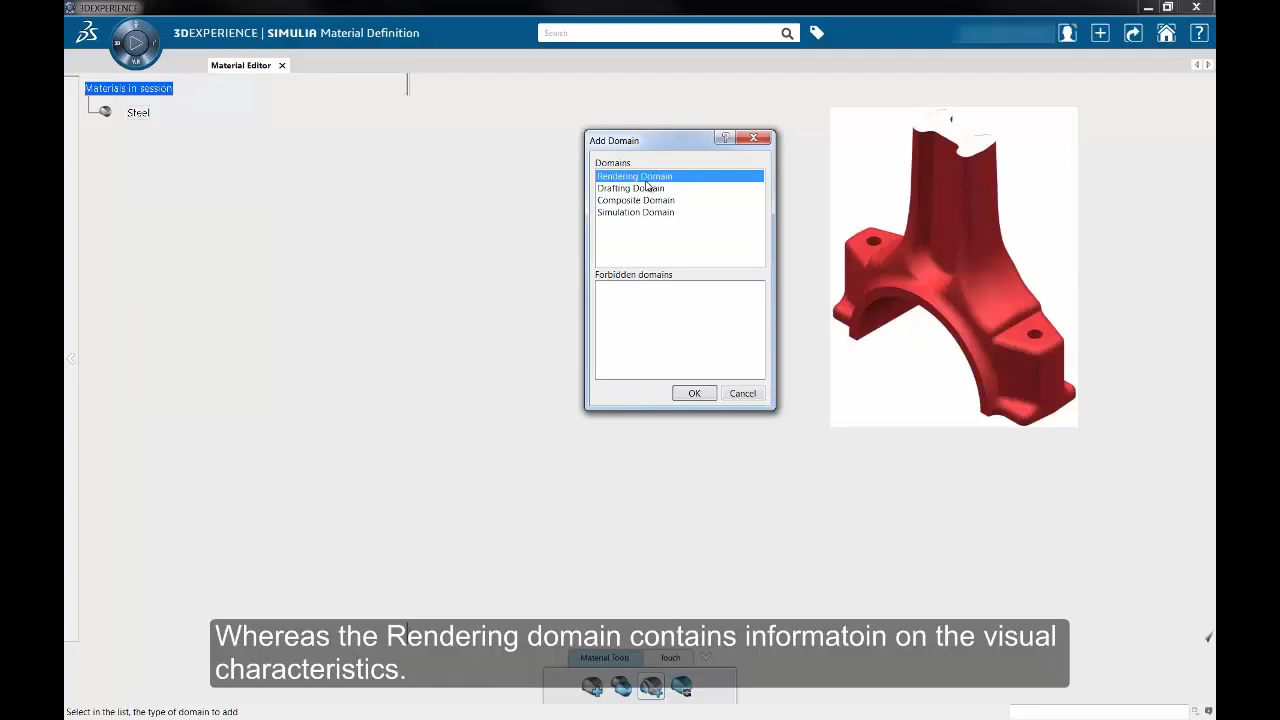 3DEXPERIENCE
3DEXPERIENCE | SIMULIA Material Definition
Search
3D
V.R
Material Editor
Materials in session
Steel
Add Domain
Domains
Rendering Domain
Drafting Domain
Composite Domain
Simulation Domain
Forbidden domains
OK
Cancel
Whereas the Rendering domain contains informatoin on the visual
characteristics.
Material Tools
Touch
Select in the list, the type of domain to add